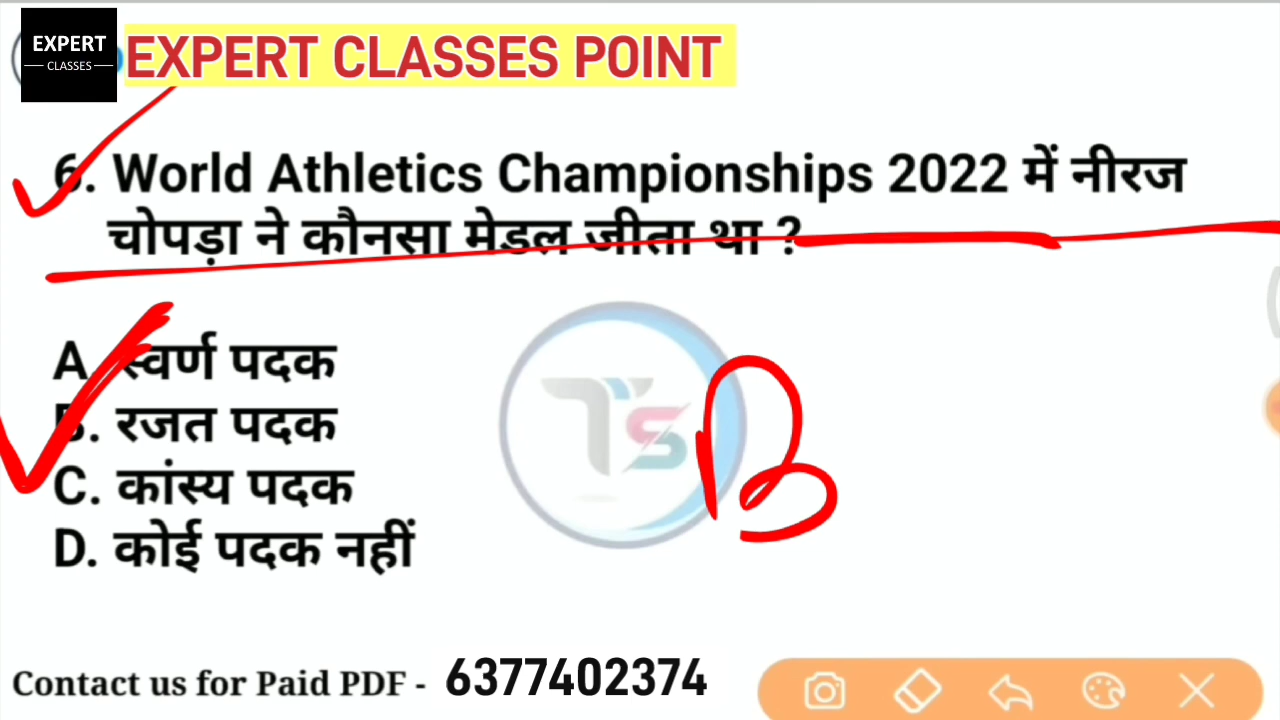 EXPERT
CLASSES
EXPERT CLASSES POINT
6. World Athletics Championships 2022 में नीरज
चोपड़ा ने कौनसा मेडल जीता था ?
A. स्वर्ण पदक
B. रजत पदक
C. कांस्य पदक
D. कोई पदक नहीं
TS
B
Contact us for Paid PDF - 6377402374